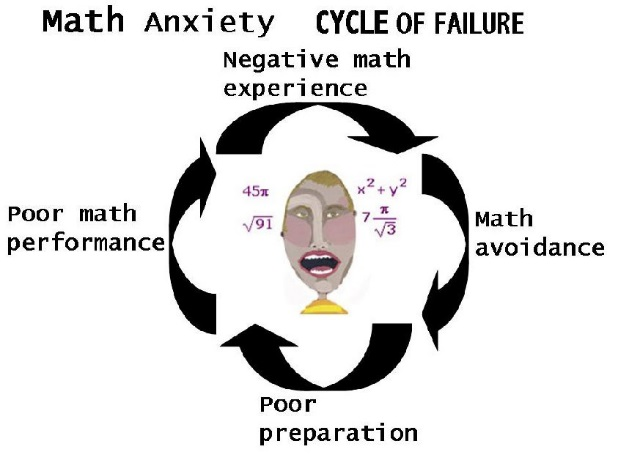 Math Anxiety CYCLE OF FAILURE
Negative math
experience
45π
x² + y²
√91
7 π/√3
Poor math
performance
Math
avoidance
Poor
preparation